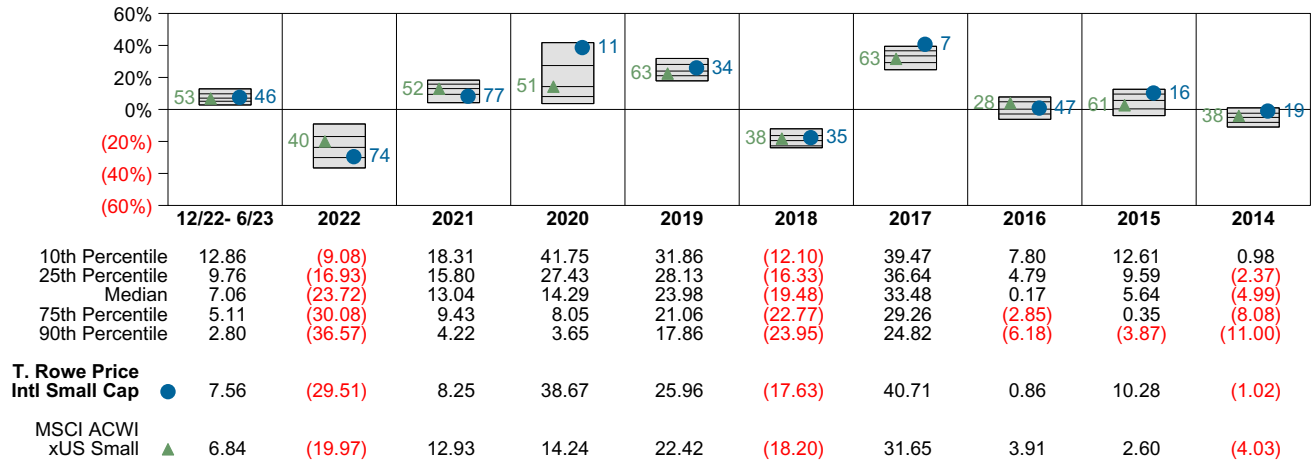 60%
40%
20%
0%
(20%)
(40%)
(60%)
53 46
40 74
52 77
51 11
63 34
38 35
63 7
28 47
61 16
38 19
12/22- 6/23 2022 2021 2020 2019 2018 2017 2016 2015 2014
10th Percentile 12.86 (9.08) 18.31 41.75 31.86 (12.10) 39.47 7.80 12.61 0.98
25th Percentile 9.76 (16.93) 15.80 27.43 28.13 (16.33) 36.64 4.79 9.59 (2.37)
Median 7.06 (23.72) 13.04 14.29 23.98 (19.48) 33.48 0.17 5.64 (4.99)
75th Percentile 5.11 (30.08) 9.43 8.05 21.06 (22.77) 29.26 (2.85) 0.35 (8.08)
90th Percentile 2.80 (36.57) 4.22 3.65 17.86 (23.95) 24.82 (6.18) (3.87) (11.00)
T. Rowe Price
Intl Small Cap 7.56 (29.51) 8.25 38.67 25.96 (17.63) 40.71 0.86 10.28 (1.02)
MSCI ACWI
xUS Small 6.84 (19.97) 12.93 14.24 22.42 (18.20) 31.65 3.91 2.60 (4.03)